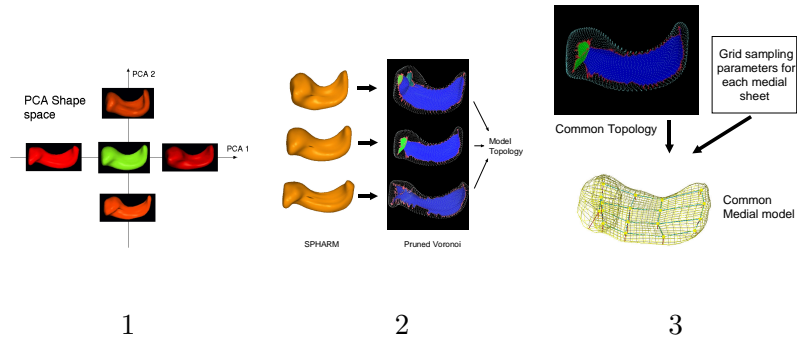 PCA 2
PCA Shape
space
PCA 1
SPHARM
Pruned Voronoi
Model
Topology
Grid sampling
parameters for
each medial
sheet
Common Topology
Common
Medial model
1
2
3